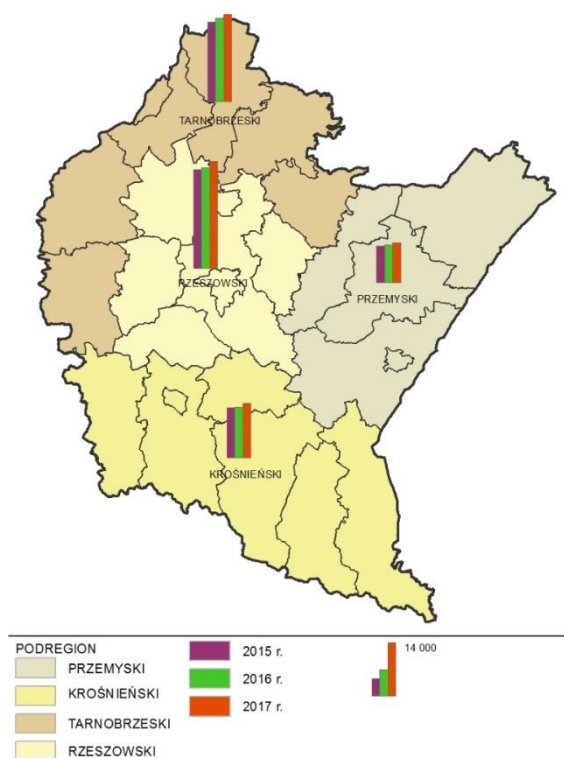 TARNOBRZESKI
RZESZOWSKI
PRZEMYSKI
KROŚNIEŃSKI
PODREGION
PRZEMYSKI
KROŚNIEŃSKI
TARNOBRZESKI
RZESZOWSKI
2015 r.
2016 r.
2017 r.
14 000